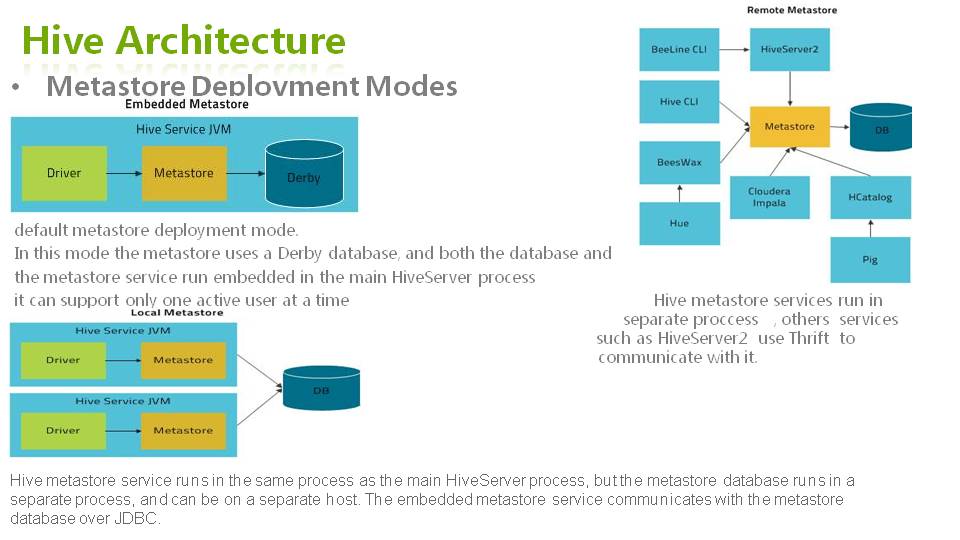 Hive Architecture
• Metastore Deployment Modes
Embedded Metastore
Hive Service JVM
Driver
Metastore
Derby
default metastore deployment mode.
In this mode the metastore uses a Derby database, and both the database and
the metastore service run embedded in the main HiveServer process
it can support only one active user at a time
Local Metastore
Hive Service JVM
Driver
Metastore
DB
Hive Service JVM
Driver
Metastore
Hive metastore service runs in the same process as the main HiveServer process, but the metastore database runs in a
separate process, and can be on a separate host. The embedded metastore service communicates with the metastore
database over JDBC.
Remote Metastore
BeeLine CLI
HiveServer2
Hive CLI
Metastore
DB
BeesWax
Cloudera
Impala
HCatalog
Hue
Pig
Hive metastore services run in
separate proccess , others services
such as HiveServer2 use Thrift to
communicate with it.